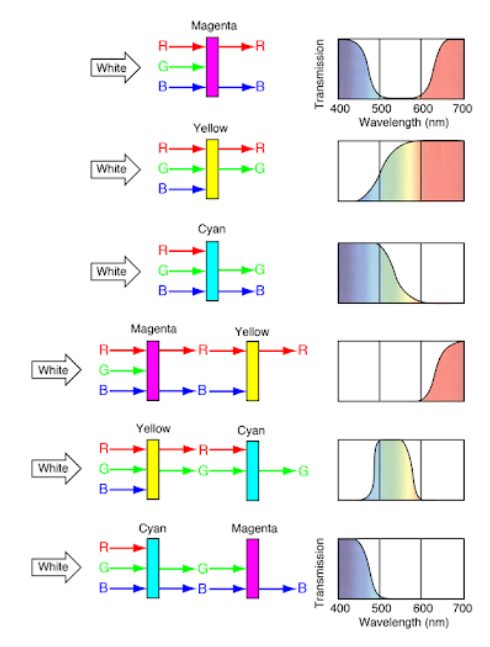 Magenta
R R
G
B B
White
Transmission
400 500 600 700
Wavelength (nm)
Yellow
R R
G G
B
White
Cyan
R
G G
B B
White
Magenta Yellow
R R R
G
B B
White
Yellow Cyan
R R
G G G
B
White
Cyan Magenta
R
G G
B B B
White
Transmission
400 500 600 700
Wavelength (nm)